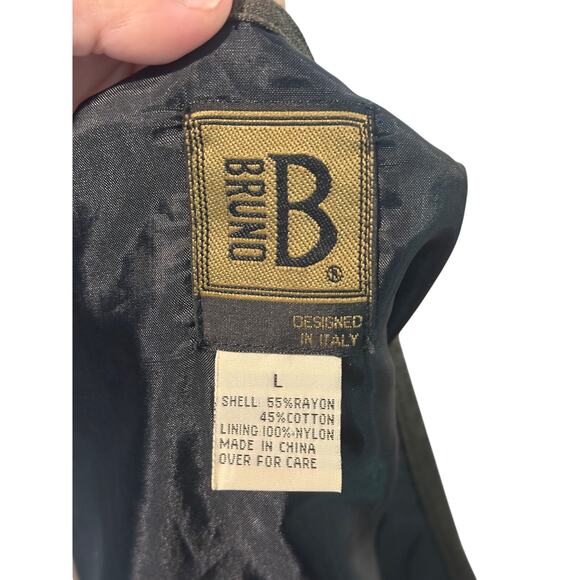 BRUNO
B®
DESIGNED
IN ITALY
L
SHELL: 55%RAYON
45%COTTON
LINING:100%NYLON
MADE IN CHINA
OVER FOR CARE